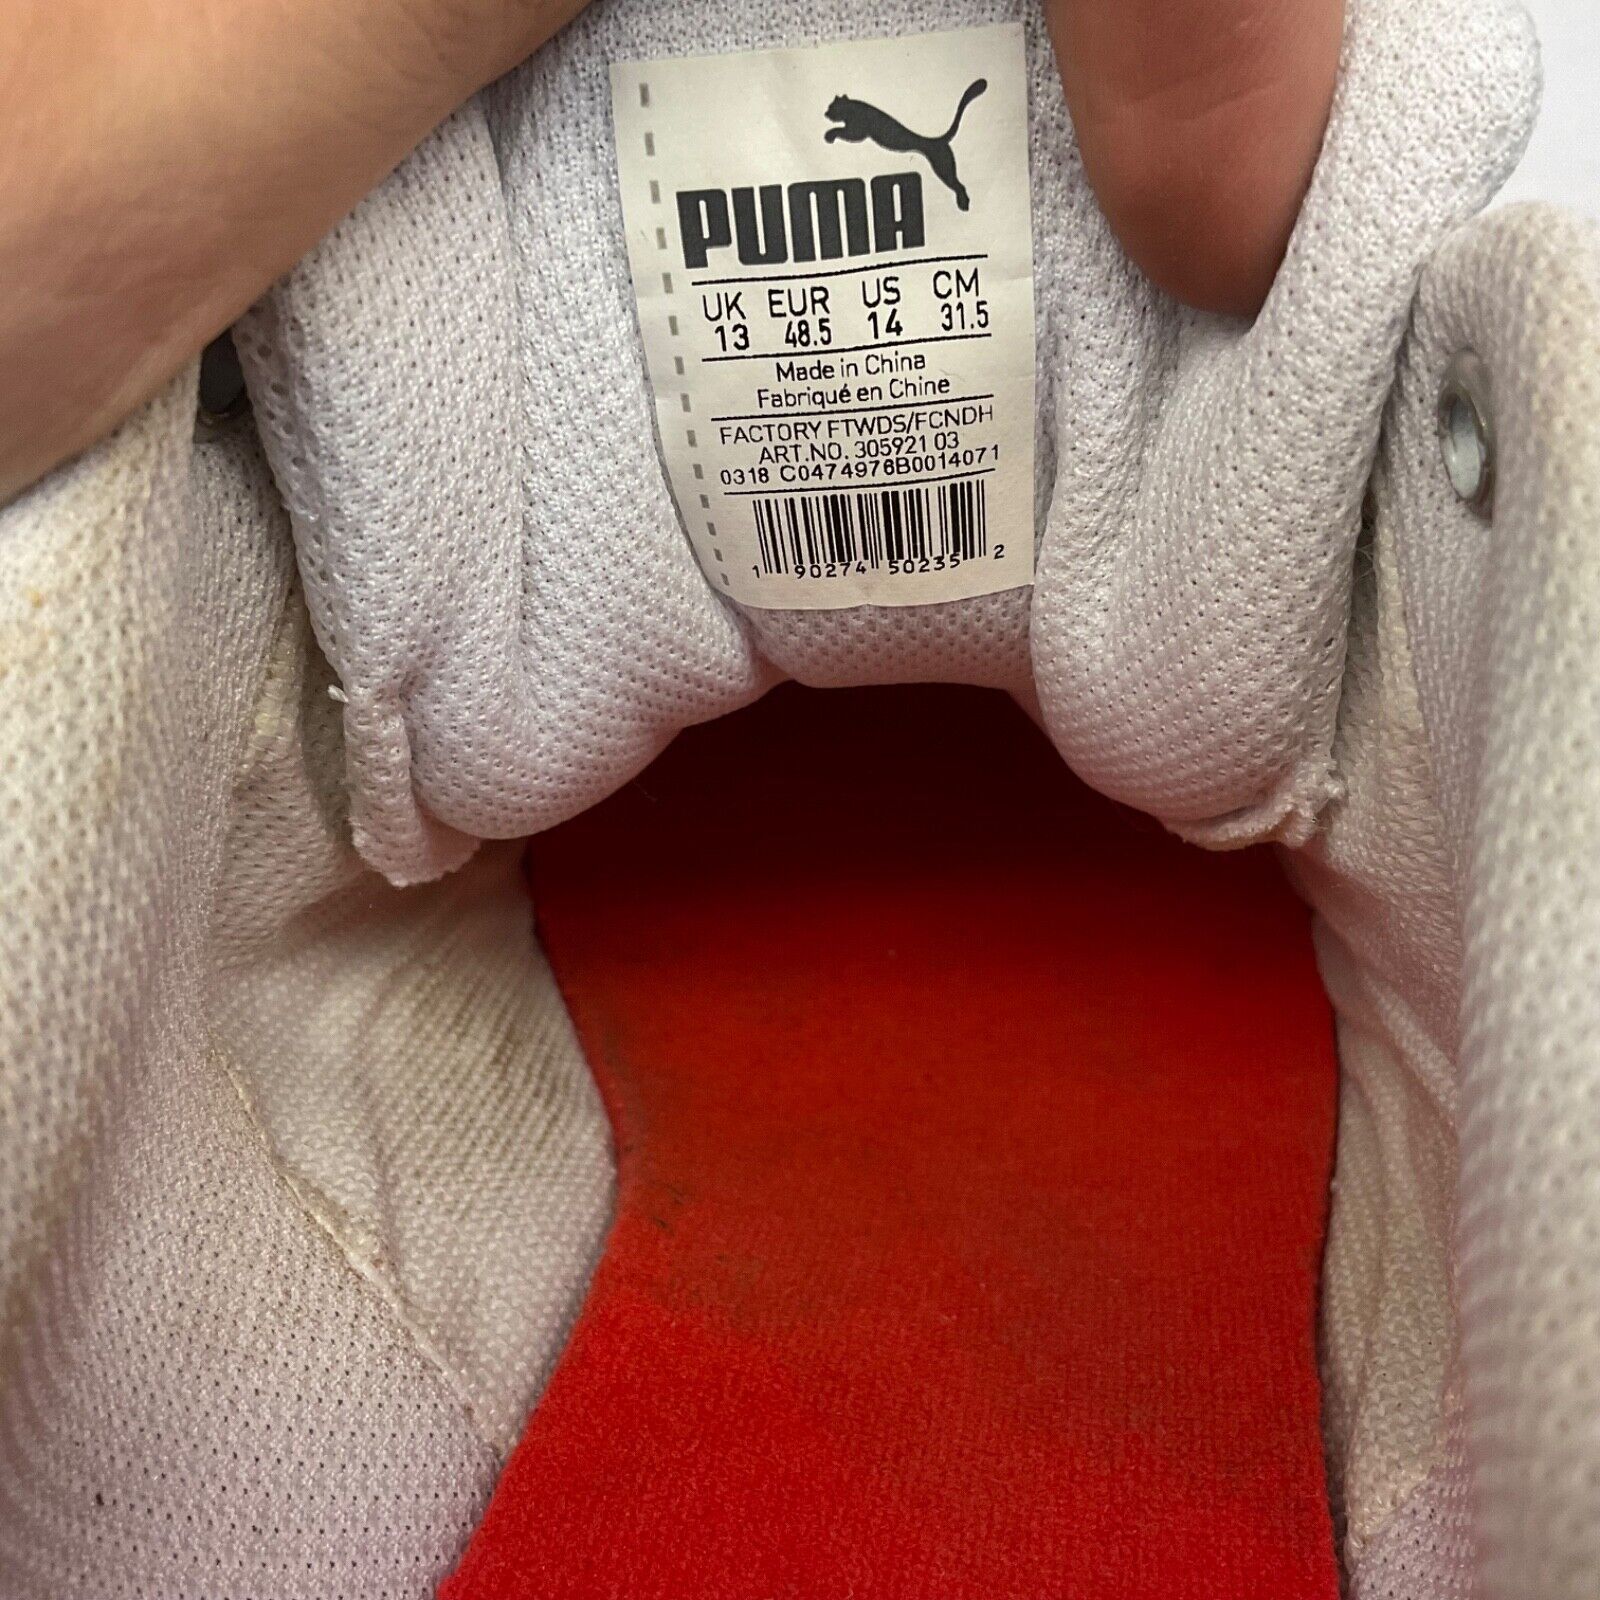 PUMA
UK EUR US CM
13 48.5 14 31.5
Made in China
Fabriqué en Chine
FACTORY FTWDS/FCNDH
ART.NO. 305921 03
0318 C0474976B0014071
1 90274 50235 2